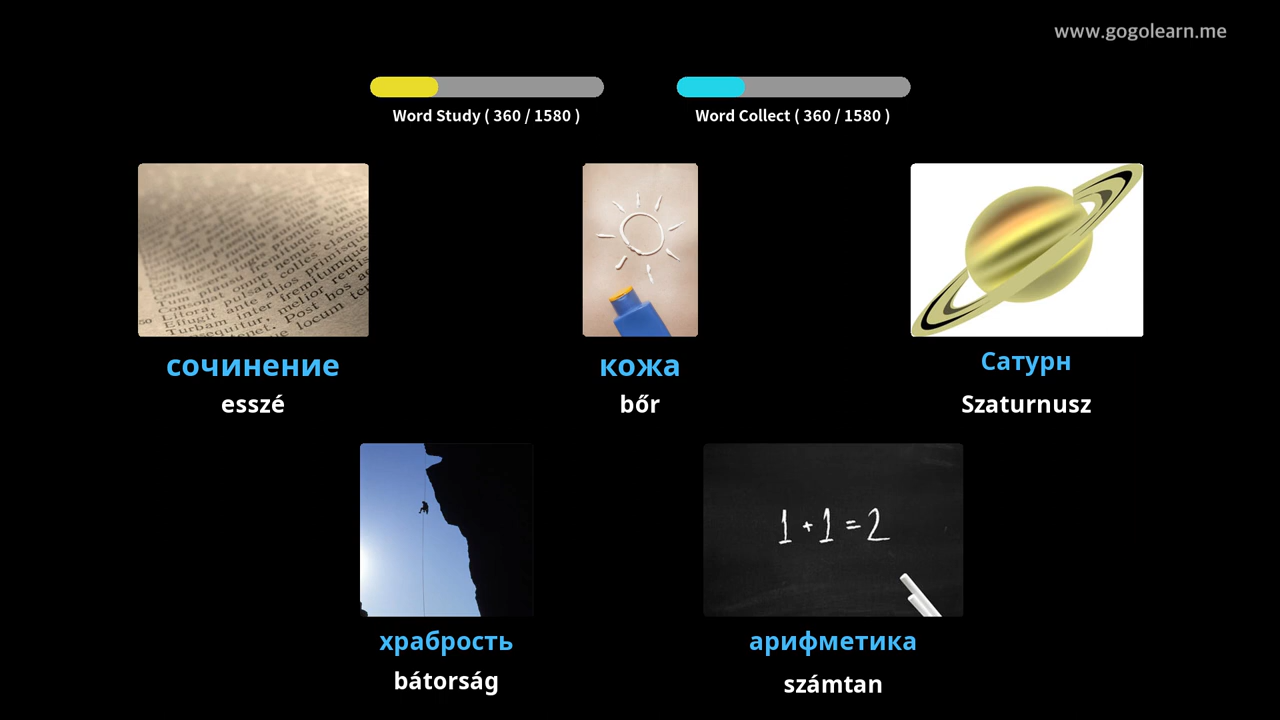 www.gogolearn.me
Word Study ( 360 / 1580 )
Word Collect ( 360 / 1580 )
сочинение
esszé
кожа
bőr
Сатурн
Szaturnusz
1 + 1 = 2
храбрость
bátorság
арифметика
számtan